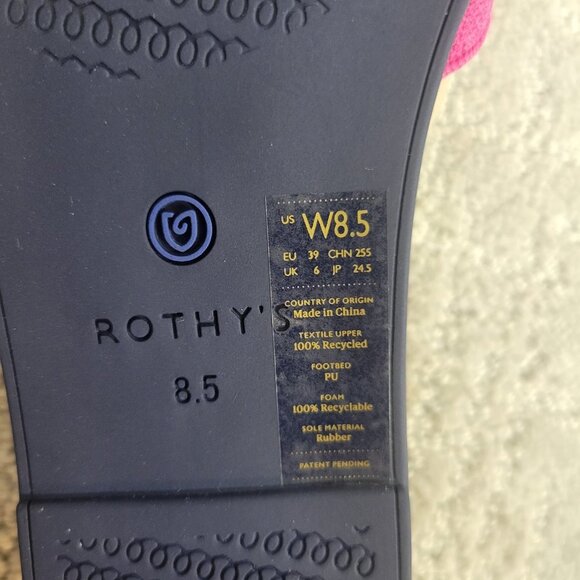 US W8.5
EU 39 CHN 255
UK 6 JP 24.5
COUNTRY OF ORIGIN
Made in China
TEXTILE UPPER
100% Recycled
FOOTBED
PU
FOAM
100% Recyclable
SOLE MATERIAL
Rubber
PATENT PENDING
ROTHY'S
8.5